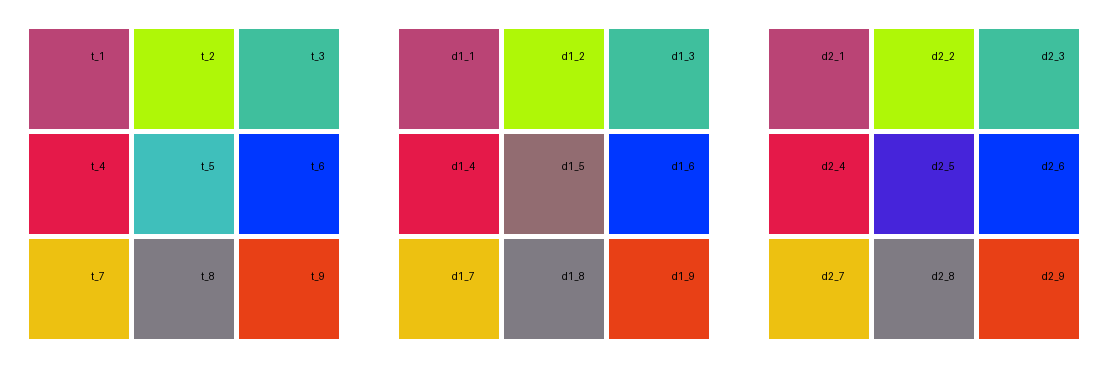 t_1 t_2 t_3 d1_1 d1_2 d1_3 d2_1 d2_2 d2_3
t_4 t_5 t_6 d1_4 d1_5 d1_6 d2_4 d2_5 d2_6
t_7 t_8 t_9 d1_7 d1_8 d1_9 d2_7 d2_8 d2_9